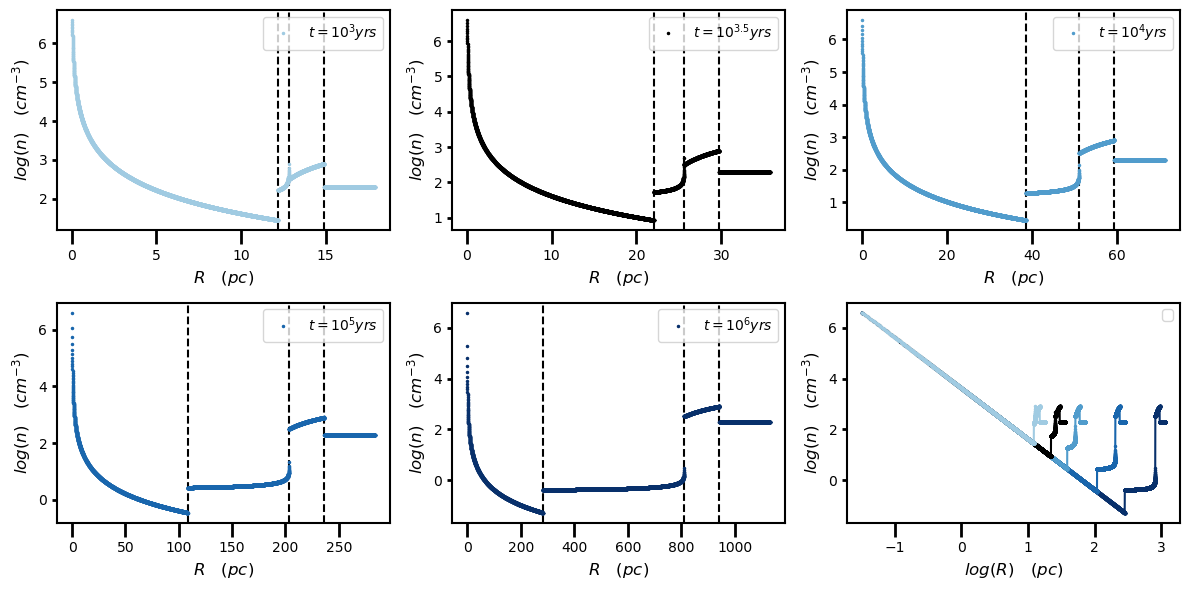 t = 10³yrs
log(n) (cm⁻³)
6
5
4
3
2
0 5 10 15
R (pc)
t = 10³·⁵yrs
log(n) (cm⁻³)
6
5
4
3
2
1
0 10 20 30
R (pc)
t = 10⁴yrs
log(n) (cm⁻³)
6
5
4
3
2
1
0 20 40 60
R (pc)
t = 10⁵yrs
log(n) (cm⁻³)
6
4
2
0
0 50 100 150 200 250
R (pc)
t = 10⁶yrs
log(n) (cm⁻³)
6
4
2
0
0 200 400 600 800 1000
R (pc)
log(n) (cm⁻³)
6
4
2
0
−1 0 1 2 3
log(R) (pc)